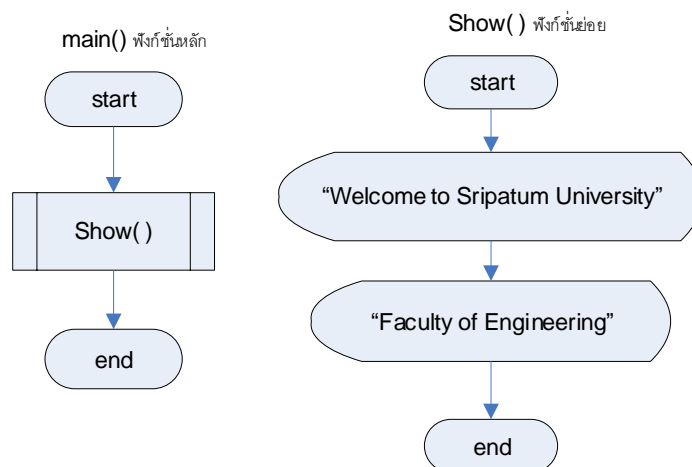 main() ฟังก์ชั่นหลัก
start
Show( )
end
Show( ) ฟังก์ชั่นย่อย
start
“Welcome to Sripatum University”
“Faculty of Engineering”
end